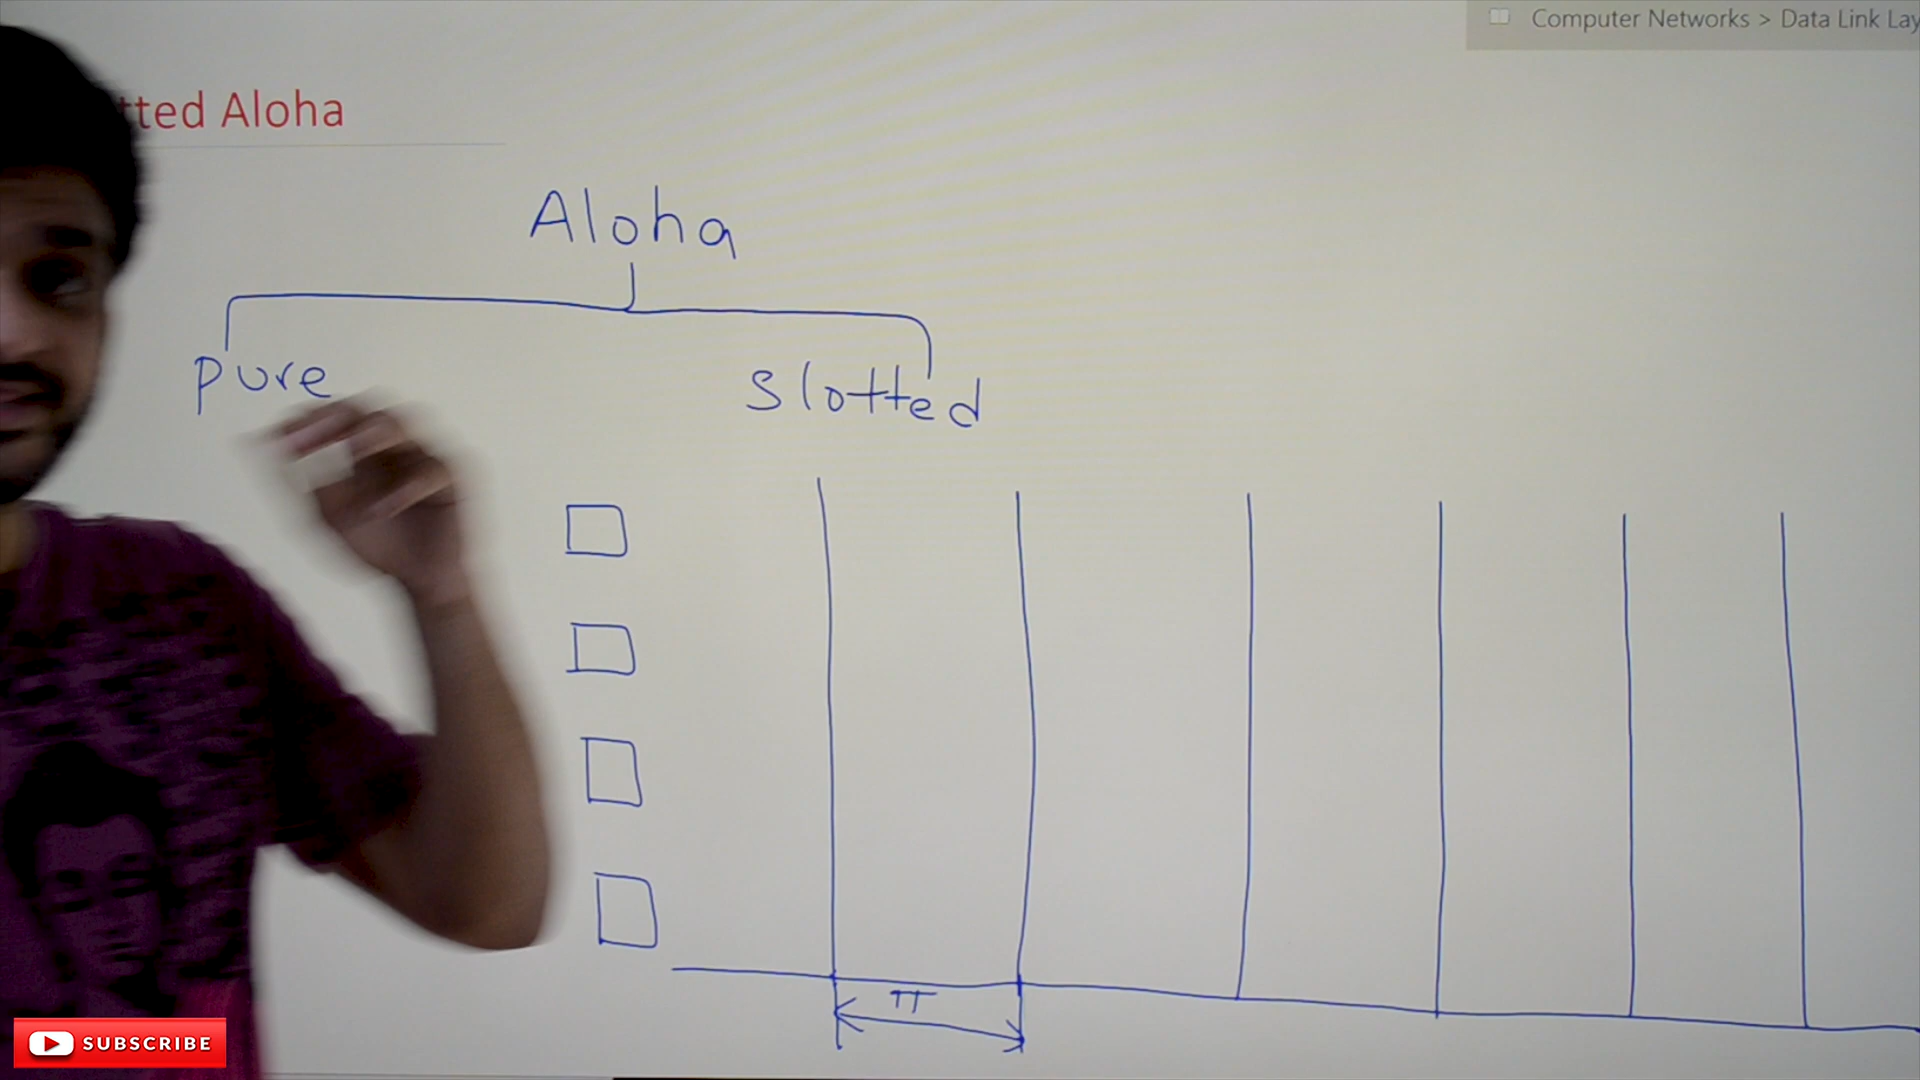 Computer Networks > Data Link Lay
tted Aloha
Aloha
pure
Slotted
TT
SUBSCRIBE